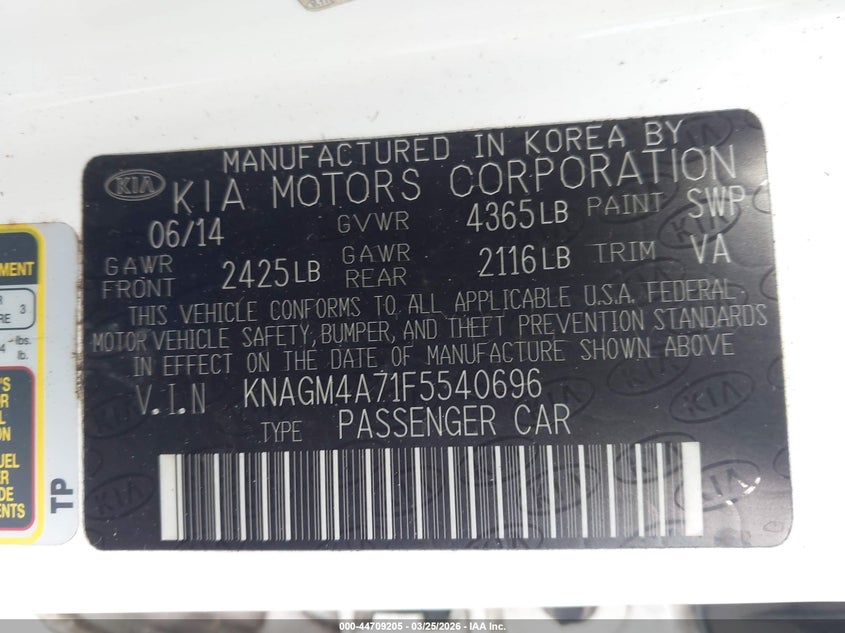 MANUFACTURED IN KOREA BY
KIA KIA MOTORS CORPORATION
06/14 GVWR 4365LB PAINT SWP
GAWR FRONT 2425LB GAWR REAR 2116LB TRIM VA
THIS VEHICLE CONFORMS TO ALL APPLICABLE U.S.A. FEDERAL
MOTOR VEHICLE SAFETY, BUMPER, AND THEFT PREVENTION STANDARDS
IN EFFECT ON THE DATE OF MANUFACTURE SHOWN ABOVE
V.I.N KNAGM4A71F5540696
TYPE PASSENGER CAR
TP
000-44709205 - 03/25/2026 - IAA, Inc.